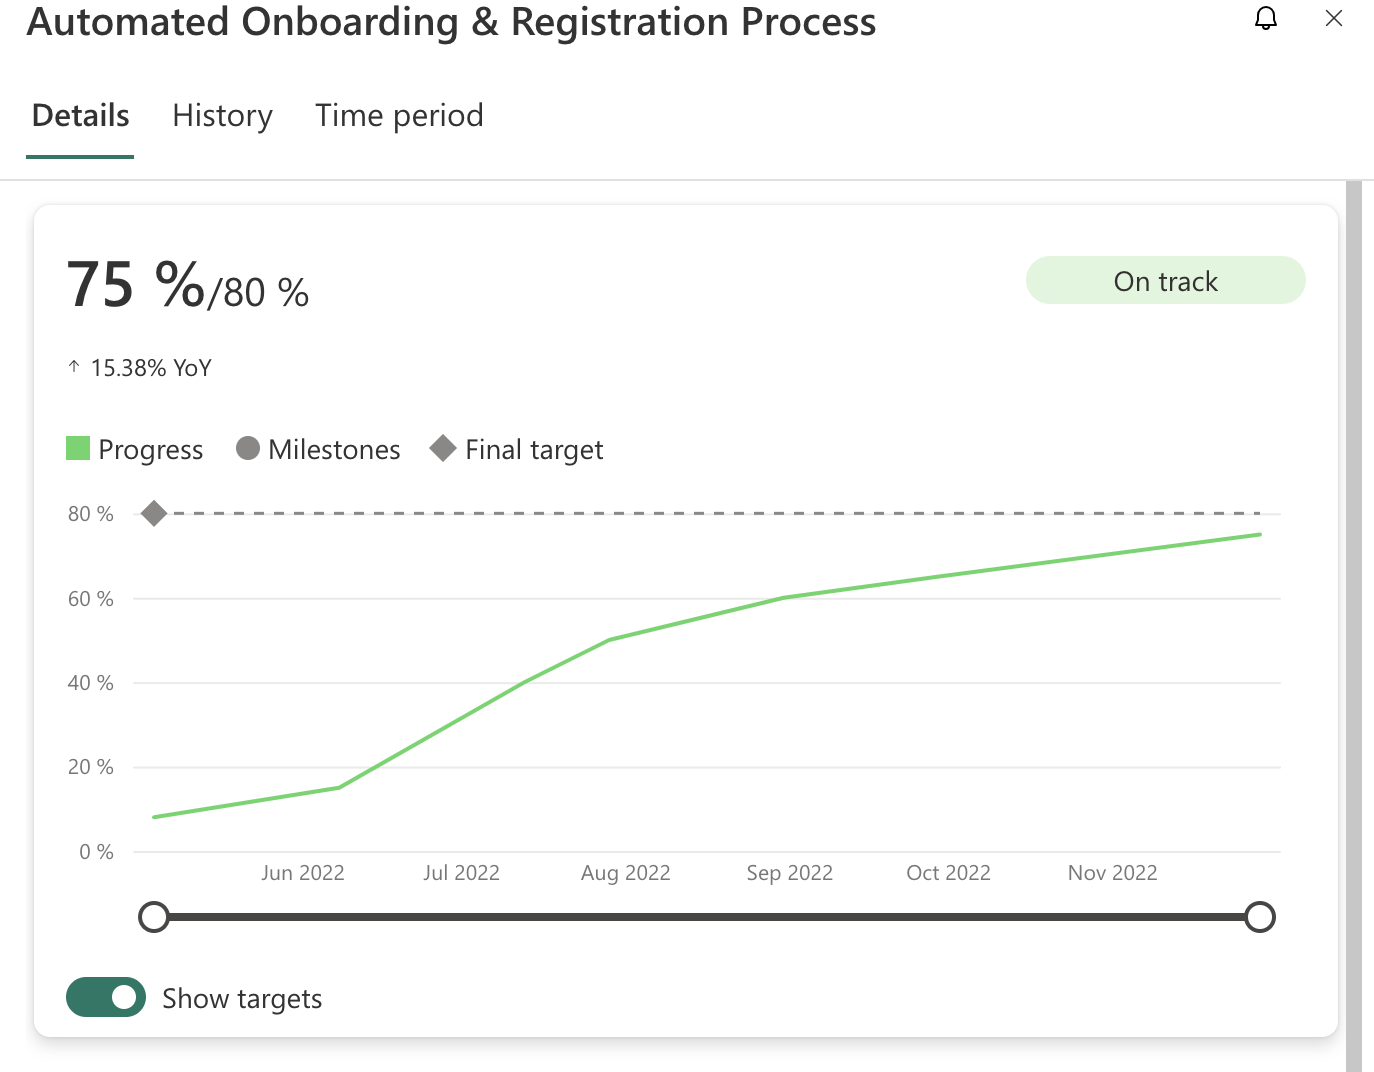 Automated Onboarding & Registration Process
Details History Time period
75 %/80 %
On track
↑ 15.38% YoY
Progress Milestones Final target
80 %
60 %
40 %
20 %
0 %
Jun 2022 Jul 2022 Aug 2022 Sep 2022 Oct 2022 Nov 2022
Show targets